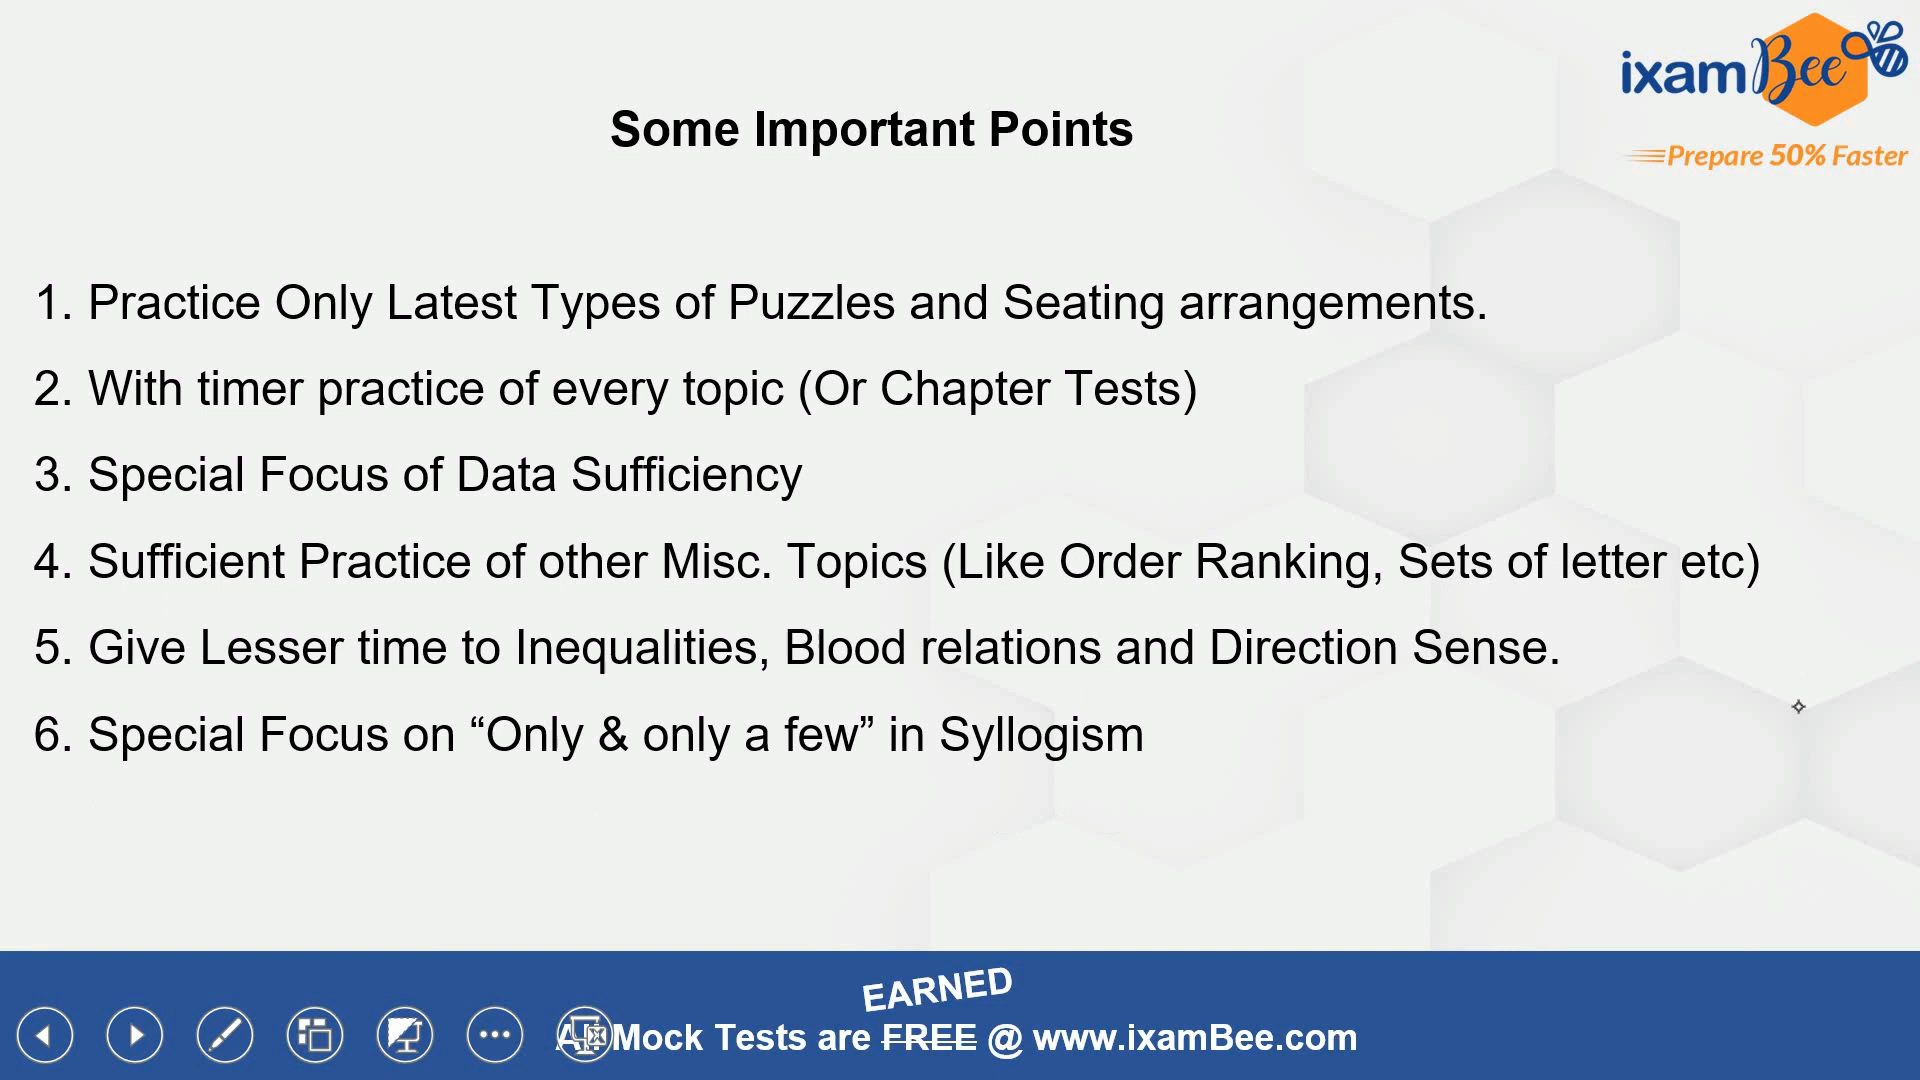 ixamBee
Prepare 50% Faster
Some Important Points
1. Practice Only Latest Types of Puzzles and Seating arrangements.
2. With timer practice of every topic (Or Chapter Tests)
3. Special Focus of Data Sufficiency
4. Sufficient Practice of other Misc. Topics (Like Order Ranking, Sets of letter etc)
5. Give Lesser time to Inequalities, Blood relations and Direction Sense.
6. Special Focus on “Only & only a few” in Syllogism
EARNED
Mock Tests are FREE @ www.ixamBee.com